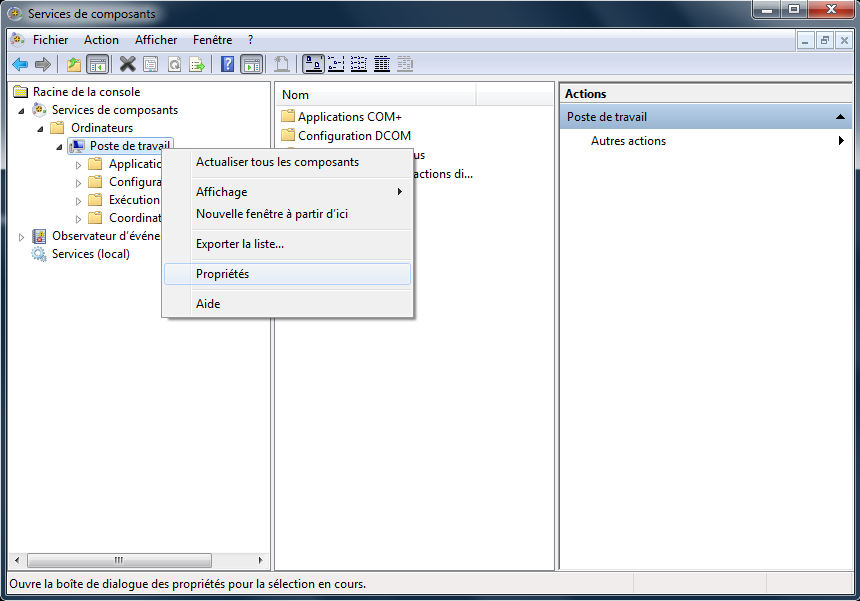 Services de composants
Fichier Action Afficher Fenêtre ?
Racine de la console
Services de composants
Ordinateurs
Poste de travail
Applicatio
Configura
Exécution
Coordinat
Observateur d'événe
Services (local)
Actualiser tous les composants
Affichage
Nouvelle fenêtre à partir d'ici
Exporter la liste...
Propriétés
Aide
Nom
Applications COM+
Configuration DCOM
us
actions di...
Actions
Poste de travail
Autres actions
Ouvre la boîte de dialogue des propriétés pour la sélection en cours.